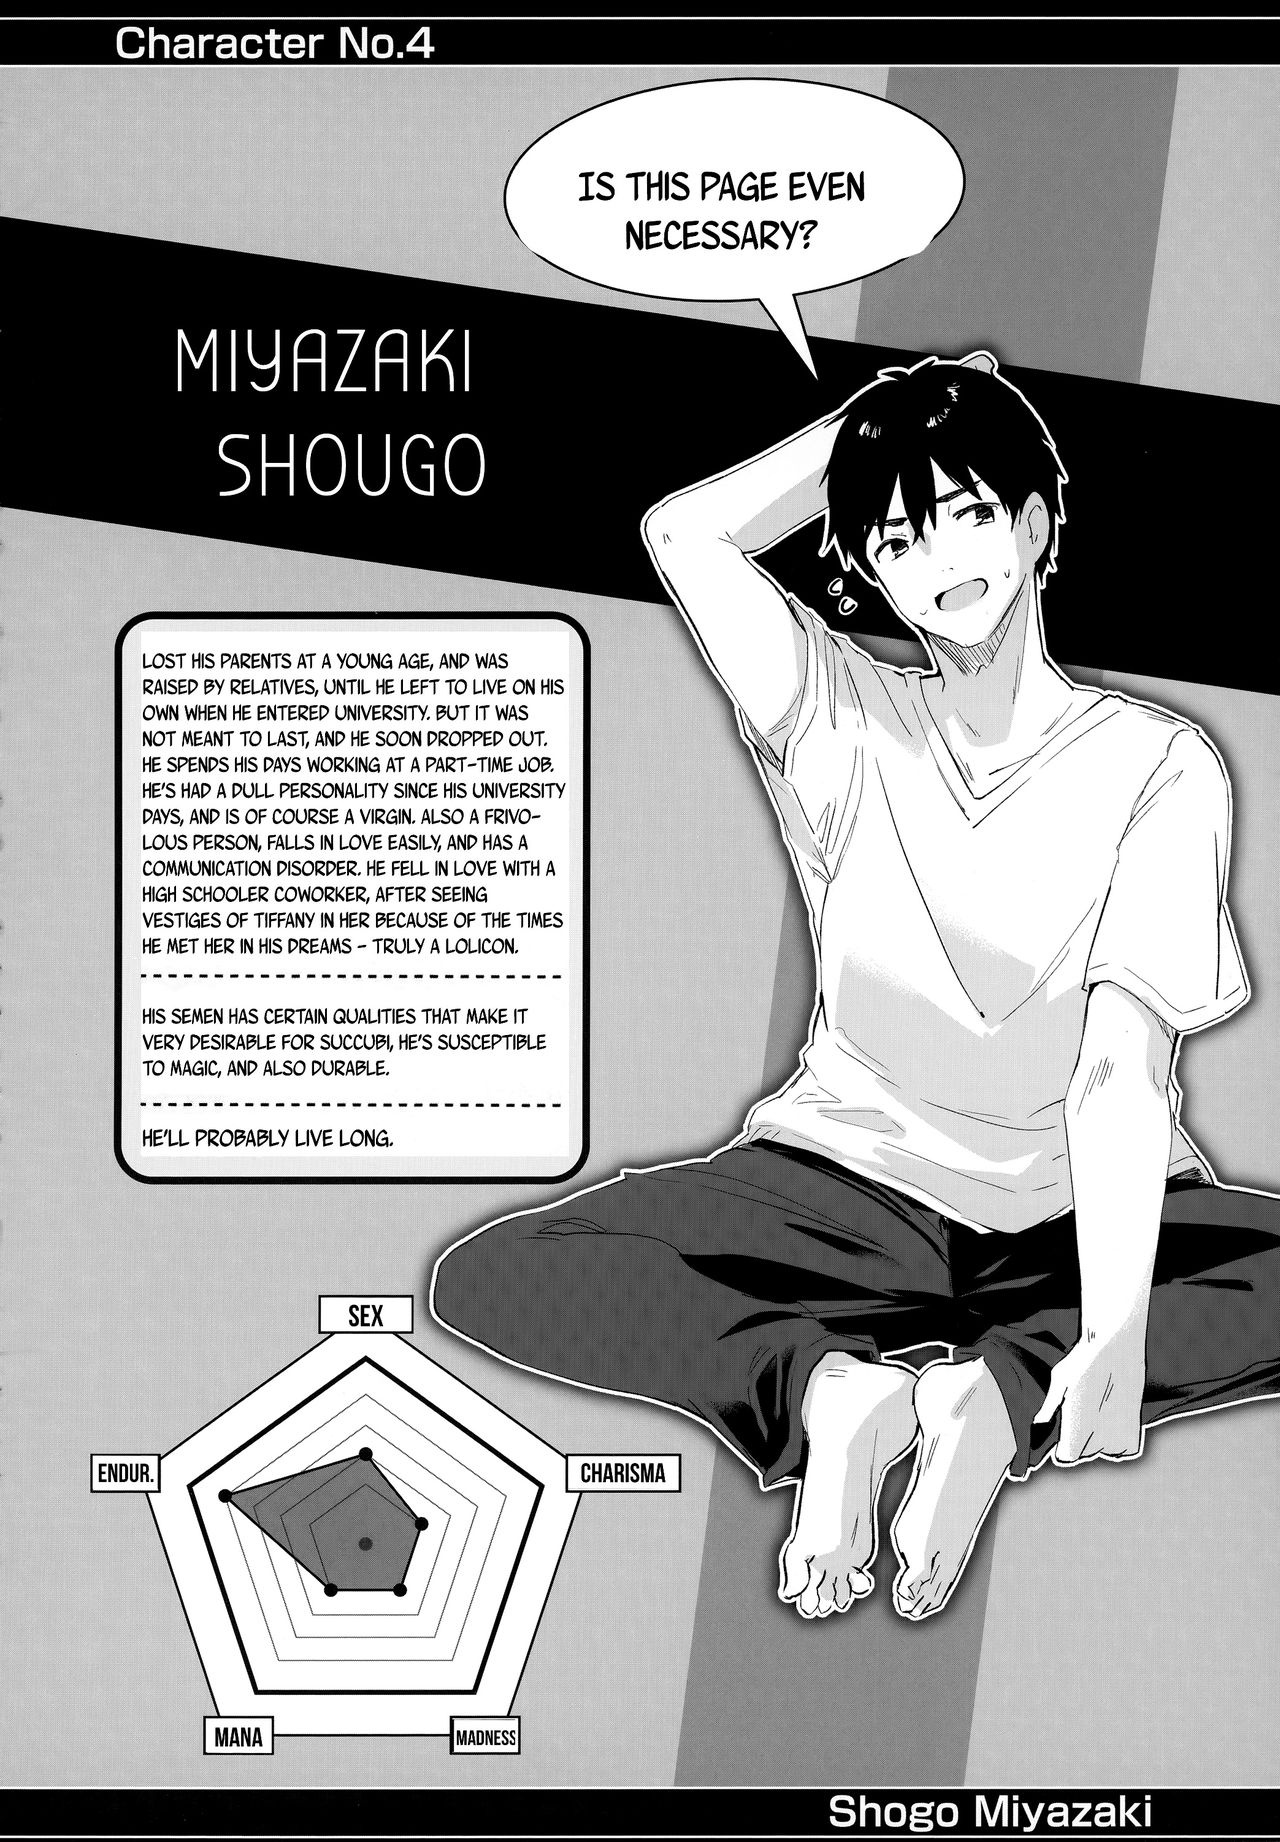 Character No.4
IS THIS PAGE EVEN
NECESSARY?
MIYAZAKI
SHOUGO
LOST HIS PARENTS AT A YOUNG AGE, AND WAS
RAISED BY RELATIVES, UNTIL HE LEFT TO LIVE ON HIS
OWN WHEN HE ENTERED UNIVERSITY. BUT IT WAS
NOT MEANT TO LAST, AND HE SOON DROPPED OUT.
HE SPENDS HIS DAYS WORKING AT A PART-TIME JOB.
HE'S HAD A DULL PERSONALITY SINCE HIS UNIVERSITY
DAYS, AND IS OF COURSE A VIRGIN. ALSO A FRIVO-
LOUS PERSON, FALLS IN LOVE EASILY, AND HAS A
COMMUNICATION DISORDER. HE FELL IN LOVE WITH A
HIGH SCHOOLER COWORKER, AFTER SEEING
VESTIGES OF TIFFANY IN HER BECAUSE OF THE TIMES
HE MET HER IN HIS DREAMS - TRULY A LOLICON.
HIS SEMEN HAS CERTAIN QUALITIES THAT MAKE IT
VERY DESIRABLE FOR SUCCUBI, HE'S SUSCEPTIBLE
TO MAGIC, AND ALSO DURABLE.
HE'LL PROBABLY LIVE LONG.
SEX
ENDUR.
CHARISMA
MANA
MADNESS
Shogo Miyazaki